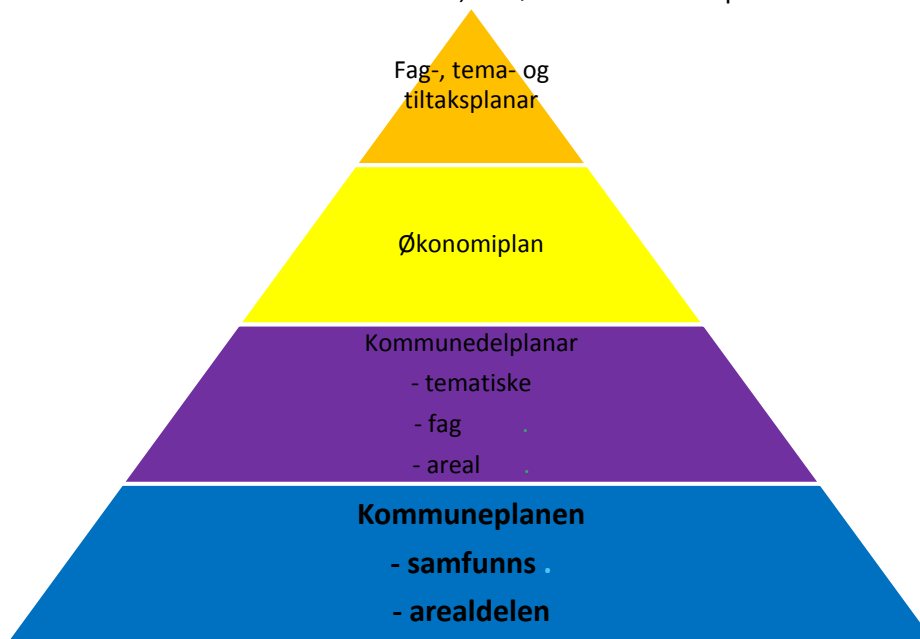 Fag-, tema- og
tiltaksplanar
Økonomiplan
Kommunedelplanar
- tematiske
- fag .
- areal .
Kommuneplanen
- samfunns .
- arealdelen